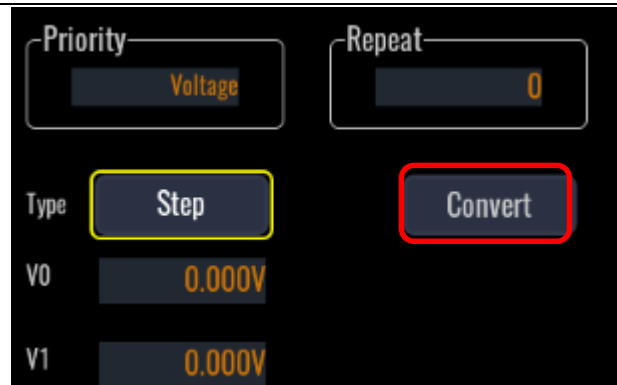 Priority Repeat
Voltage 0
Type Step Convert
V0 0.000V
V1 0.000V